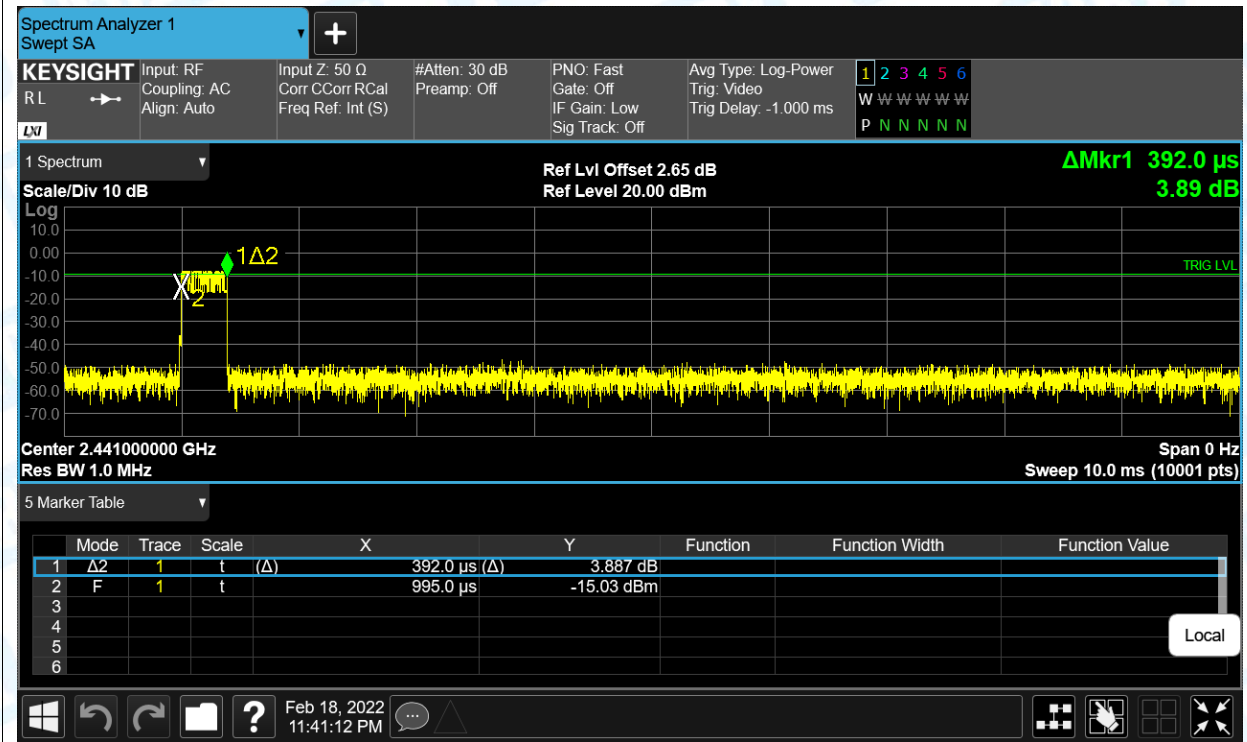 Spectrum Analyzer 1
Swept SA
KEYSIGHT Input: RF Input Z: 50 Ω #Atten: 30 dB PNO: Fast Avg Type: Log-Power 1 2 3 4 5 6
R L Coupling: AC Corr CCorr RCal Preamp: Off Gate: Off Trig: Video W W W W W W
Align: Auto Freq Ref: Int (S) IF Gain: Low Trig Delay: -1.000 ms P N N N N N
LXI Sig Track: Off
1 Spectrum Ref Lvl Offset 2.65 dB ΔMkr1 392.0 µs
Scale/Div 10 dB Ref Level 20.00 dBm 3.89 dB
Log
10.0
0.00 1Δ2
-10.0 TRIG LVL
-20.0 2
-30.0
-40.0
-50.0
-60.0
-70.0
Center 2.441000000 GHz Span 0 Hz
Res BW 1.0 MHz Sweep 10.0 ms (10001 pts)
5 Marker Table
Mode Trace Scale X Y Function Function Width Function Value
1 Δ2 1 t (Δ) 392.0 µs (Δ) 3.887 dB
2 F 1 t 995.0 µs -15.03 dBm
3
4
5
6
Local
? Feb 18, 2022
11:41:12 PM